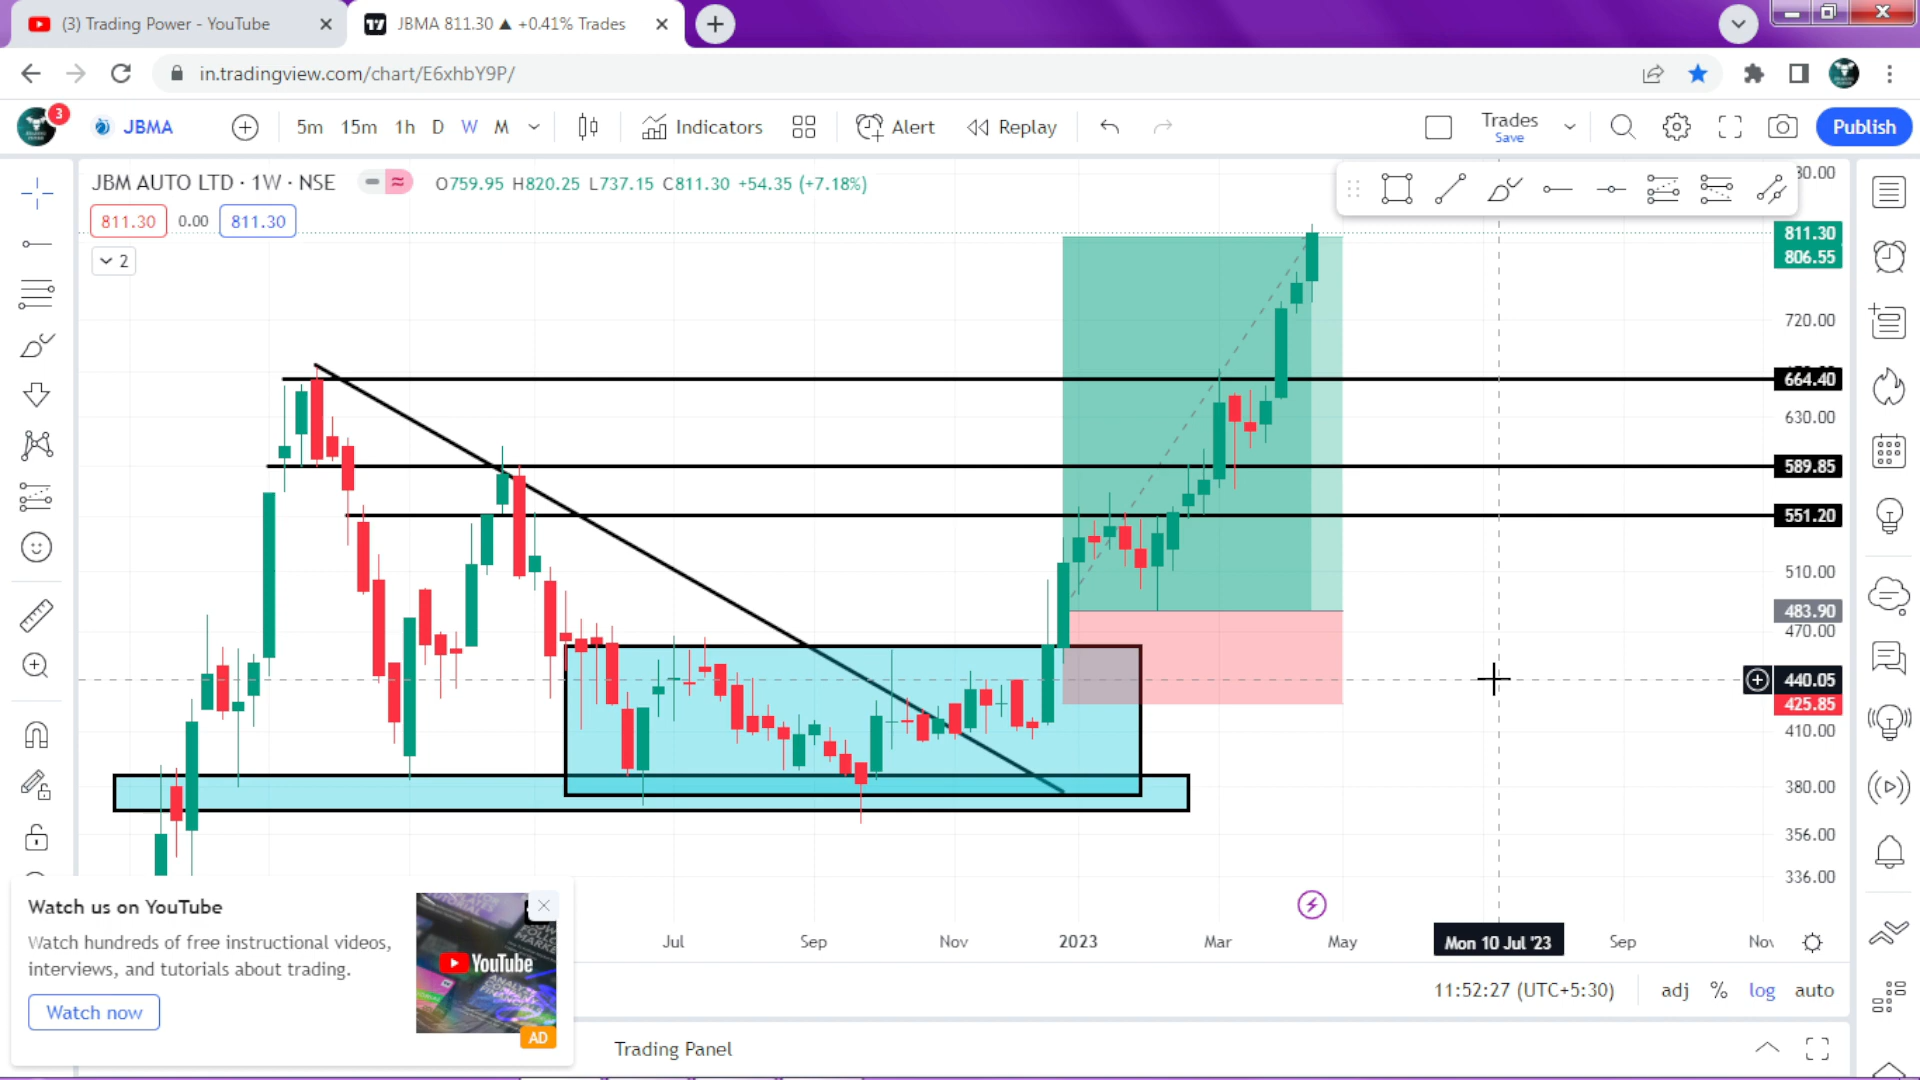 (3) Trading Power - YouTube
JBMA 811.30 ▲ +0.41% Trades
in.tradingview.com/chart/E6xhbY9P/
3
JBMA
5m 15m 1h D W M
Indicators
Alert
Replay
Trades
Save
Publish
JBM AUTO LTD · 1W · NSE
O759.95 H820.25 L737.15 C811.30 +54.35 (+7.18%)
811.30 0.00 811.30
2
811.30
806.55
720.00
664.40
630.00
589.85
551.20
510.00
483.90
470.00
440.05
425.85
410.00
380.00
356.00
336.00
Jul Sep Nov 2023 Mar May Mon 10 Jul '23 Sep
11:52:27 (UTC+5:30) adj % log auto
Watch us on YouTube
Watch hundreds of free instructional videos,
interviews, and tutorials about trading.
Watch now
YouTube
AD
Trading Panel